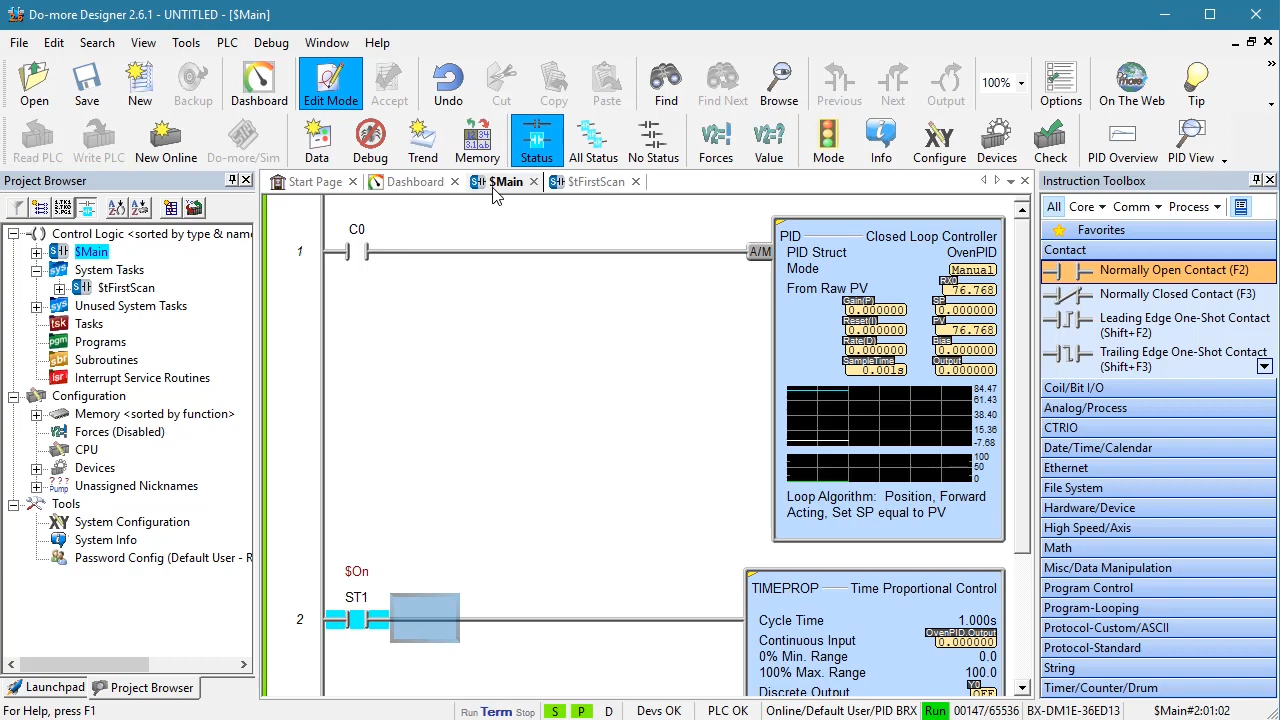 Do-more Designer 2.6.1 - UNTITLED - [$Main]
File Edit Search View Tools PLC Debug Window Help
Open Save New Backup Dashboard Edit Mode Accept Undo Cut Copy Paste Find Find Next Browse Previous Next Output 100% Options On The Web Tip
Read PLC Write PLC New Online Do-more/Sim Data Debug Trend Memory Status All Status No Status Forces Value Mode Info Configure Devices Check PID Overview PID View
Project Browser
Start Page Dashboard $Main $tFirstScan
Instruction Toolbox
All Core Comm Process
Control Logic <sorted by type & name
$Main
System Tasks
$tFirstScan
Unused System Tasks
Tasks
Programs
Subroutines
Interrupt Service Routines
Configuration
Memory <sorted by function>
Forces (Disabled)
CPU
Devices
Unassigned Nicknames
Tools
System Configuration
System Info
Password Config (Default User - R
Launchpad Project Browser
1
C0
A/M
PID Closed Loop Controller
PID Struct OvenPID
Mode Manual
From Raw PV RX0 76.768
Gain(P) 0.000000 SP 0.000000
Reset(I) 0.000000 PV 76.768
Rate(D) 0.000000 Bias 0.000000
SampleTime 0.001s Output 0.000000
84.47
61.43
38.40
15.36
-7.68
100
50
0
Loop Algorithm: Position, Forward
Acting, Set SP equal to PV
2
$On
ST1
TIMEPROP Time Proportional Control
Cycle Time 1.000s
Continuous Input OvenPID.Output 0.000000
0% Min. Range 0.0
100% Max. Range 100.0
Discrete Output Y0 OFF
Favorites
Contact
Normally Open Contact (F2)
Normally Closed Contact (F3)
Leading Edge One-Shot Contact
(Shift+F2)
Trailing Edge One-Shot Contact
(Shift+F3)
Coil/Bit I/O
Analog/Process
CTRIO
Date/Time/Calendar
Ethernet
File System
Hardware/Device
High Speed/Axis
Math
Misc/Data Manipulation
Program Control
Program-Looping
Protocol-Custom/ASCII
Protocol-Standard
String
Timer/Counter/Drum
For Help, press F1
Run Term Stop S P D Devs OK PLC OK Online/Default User/PID BRX Run 00147/65536 BX-DM1E-36ED13 $Main#2:01:02